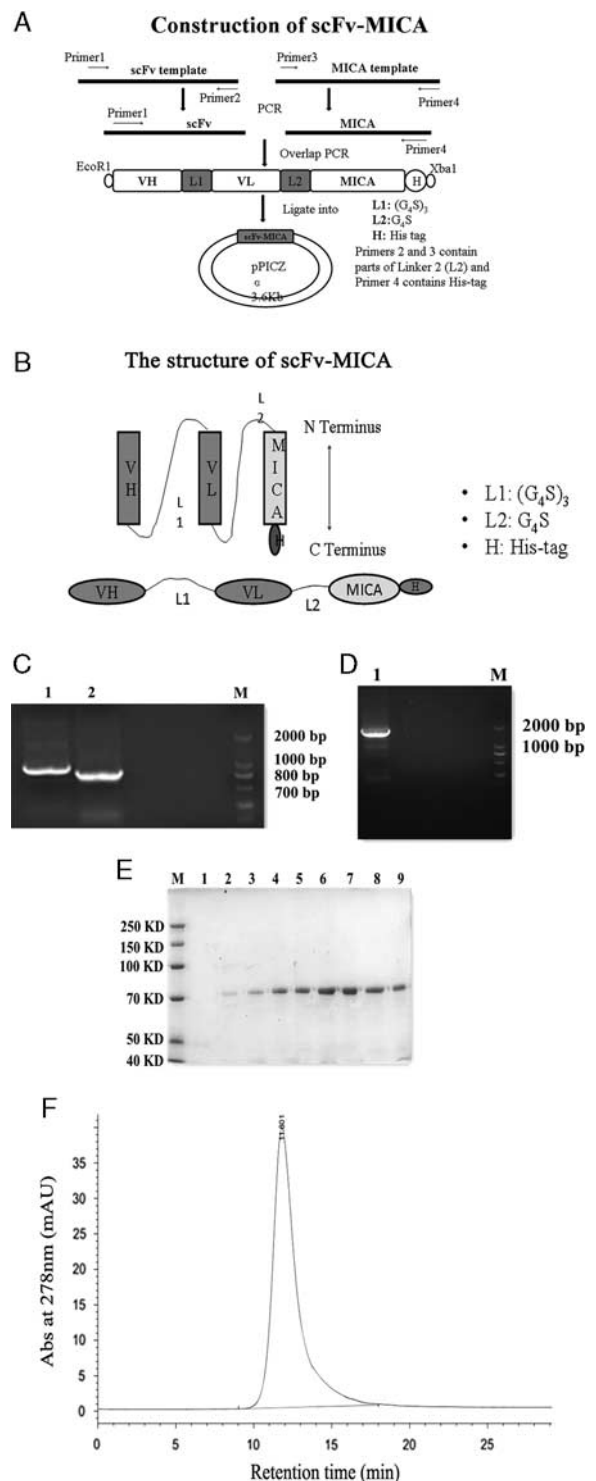 A
Construction of scFv-MICA
Primer1
scFv template
Primer2
Primer3
MICA template
Primer4
PCR
Primer1
scFv
MICA
Primer4
Overlap PCR
EcoR1
VH
L1
VL
L2
MICA
H
Xba1
Ligate into
scFv-MICA
pPICZ
α
3.6Kb
L1: (G4S)3
L2: G4S
H: His tag
Primers 2 and 3 contain
parts of Linker 2 (L2) and
Primer 4 contains His-tag
B
The structure of scFv-MICA
VH
L1
VL
L2
MICA
H
N Terminus
C Terminus
• L1: (G4S)3
• L2: G4S
• H: His-tag
VH
L1
VL
L2
MICA
H
C
1 2 M
2000 bp
1000 bp
800 bp
700 bp
D
1 M
2000 bp
1000 bp
E
M 1 2 3 4 5 6 7 8 9
250 KD
150 KD
100 KD
70 KD
50 KD
40 KD
F
11.601
Abs at 278nm (mAU)
35
30
25
20
15
10
5
0
0 5 10 15 20 25
Retention time (min)